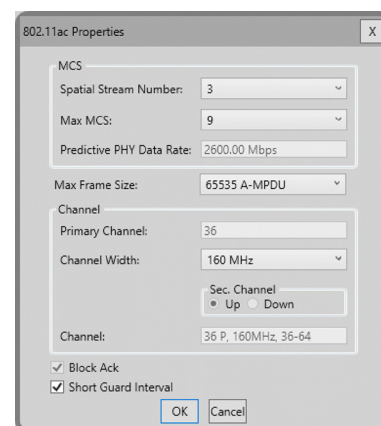 802.11ac Properties X
MCS
Spatial Stream Number: 3
Max MCS: 9
Predictive PHY Data Rate: 2600.00 Mbps
Max Frame Size: 65535 A-MPDU
Channel
Primary Channel: 36
Channel Width: 160 MHz
Sec. Channel
Up Down
Channel: 36 P, 160MHz, 36-64
Block Ack
Short Guard Interval
OK Cancel